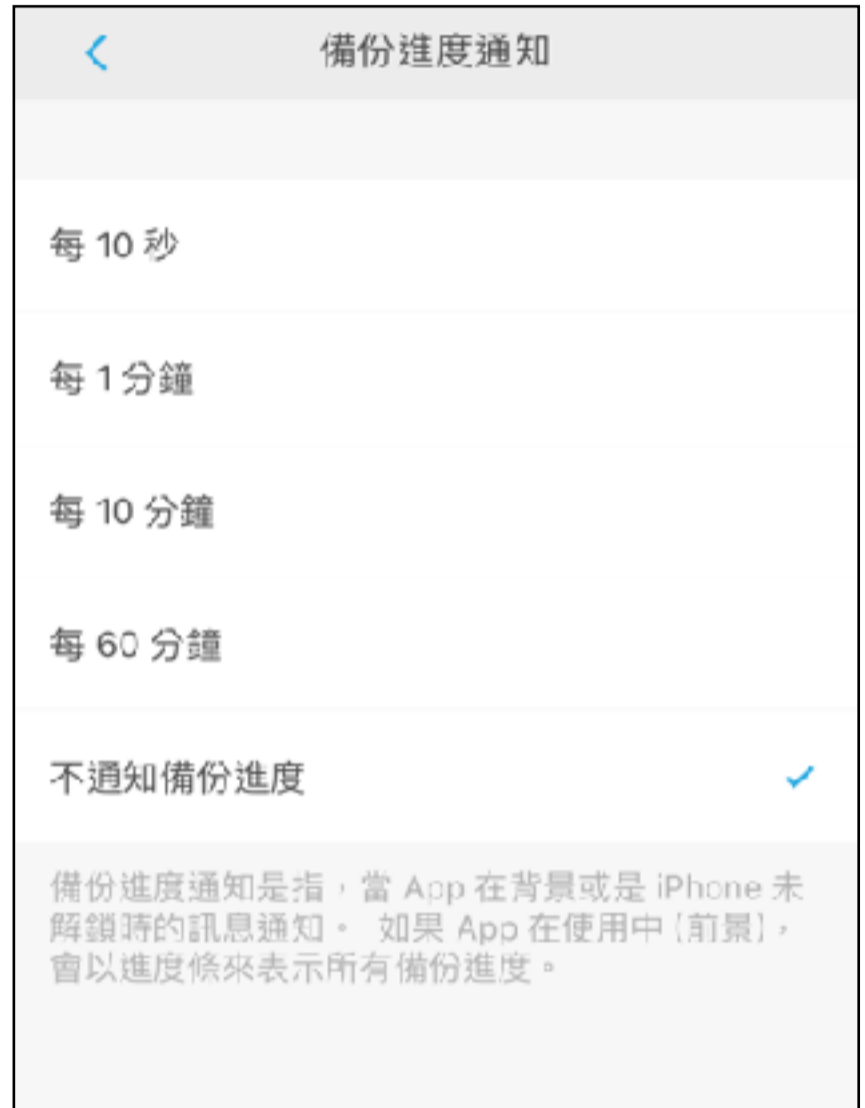 備份進度通知
每 10 秒
每 1 分鐘
每 10 分鐘
每 60 分鐘
不通知備份進度
備份進度通知是指，當 App 在背景或是 iPhone 未
解鎖時的訊息通知。 如果 App 在使用中 (前景)，
會以進度條來表示所有備份進度。